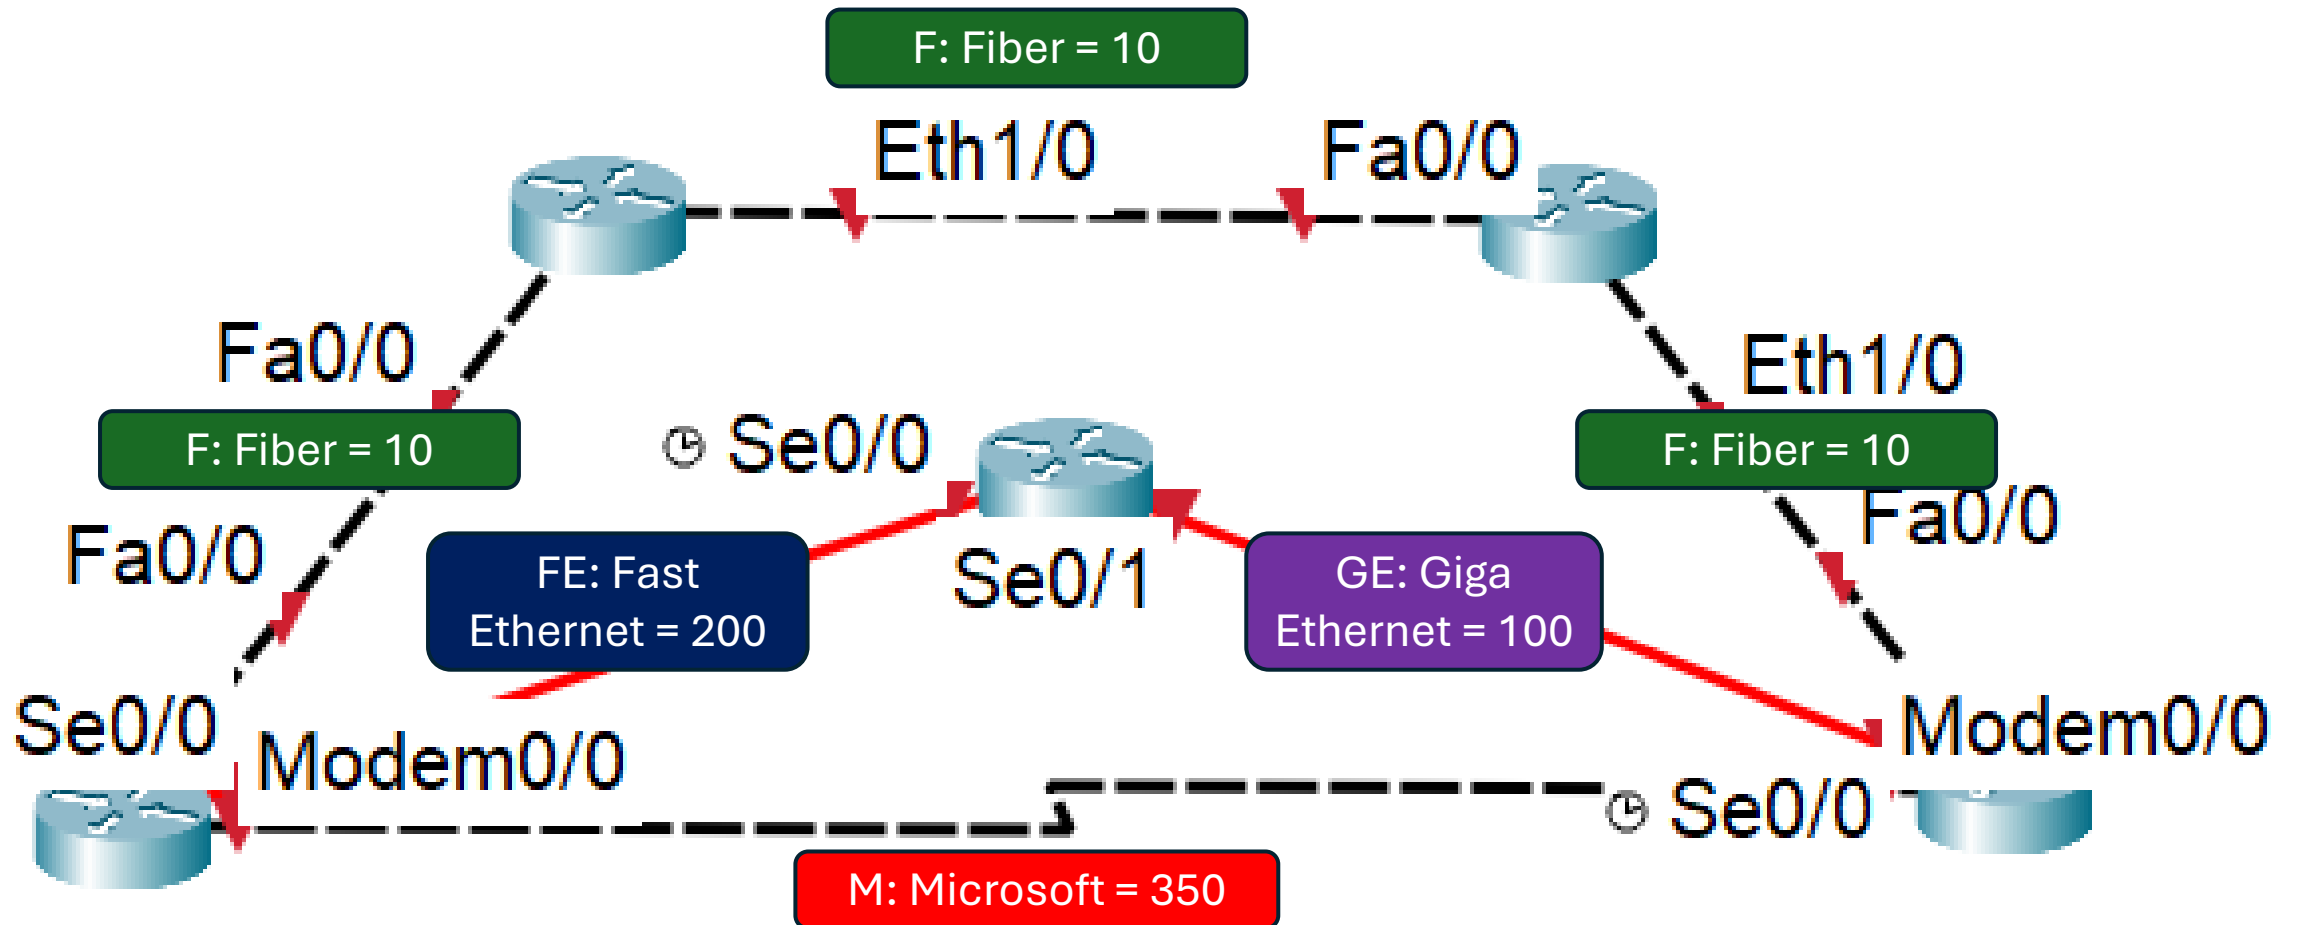 F: Fiber = 10
Eth1/0
Fa0/0
Fa0/0
Eth1/0
F: Fiber = 10
Se0/0
F: Fiber = 10
Fa0/0
Fa0/0
FE: Fast
Ethernet = 200
Se0/1
GE: Giga
Ethernet = 100
Se0/0
Modem0/0
Modem0/0
Se0/0
M: Microsoft = 350